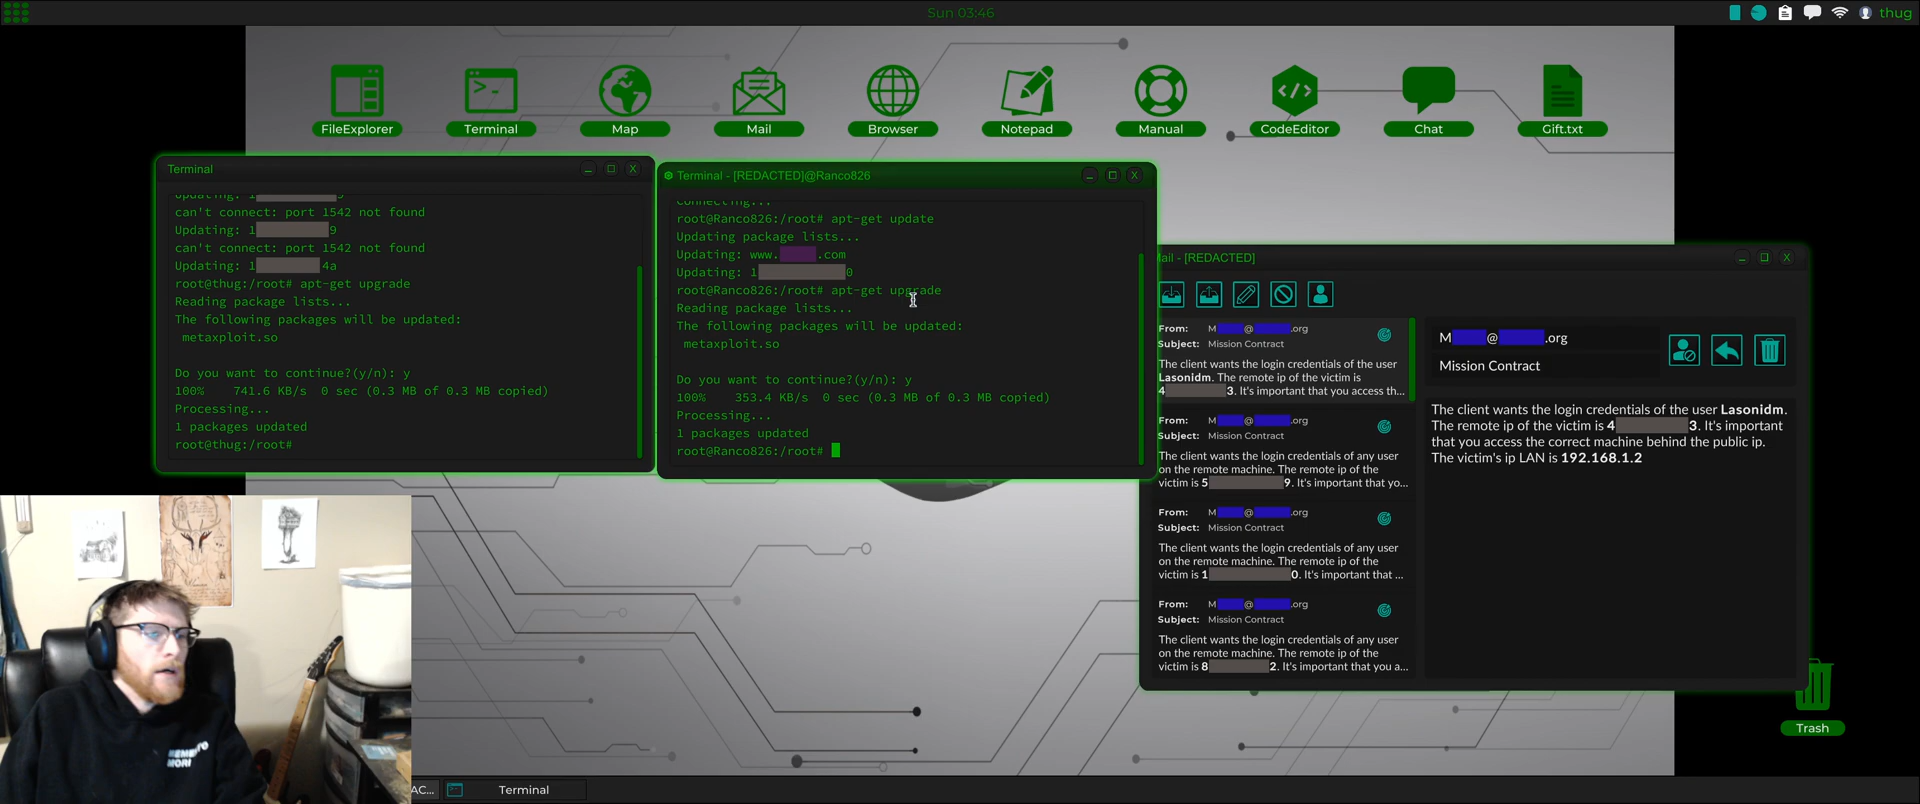 Sun 03:46
thug
FileExplorer
Terminal
Map
Mail
Browser
Notepad
Manual
CodeEditor
Chat
Gift.txt
Terminal
Updating: 1 9
can't connect: port 1542 not found
Updating: 1 9
can't connect: port 1542 not found
Updating: 1 4a
root@thug:/root# apt-get upgrade
Reading package lists...
The following packages will be updated:
metaxploit.so
Do you want to continue?(y/n): y
100% 741.6 KB/s 0 sec (0.3 MB of 0.3 MB copied)
Processing...
1 packages updated
root@thug:/root#
Terminal - [REDACTED]@Ranco826
Connecting...
root@Ranco826:/root# apt-get update
Updating package lists...
Updating: www. .com
Updating: 1 0
root@Ranco826:/root# apt-get upgrade
Reading package lists...
The following packages will be updated:
metaxploit.so
Do you want to continue?(y/n): y
100% 353.4 KB/s 0 sec (0.3 MB of 0.3 MB copied)
Processing...
1 packages updated
root@Ranco826:/root#
ail - [REDACTED]
From: M @ .org
Subject: Mission Contract
The client wants the login credentials of the user
Lasonidm. The remote ip of the victim is
4 3. It's important that you access th...
From: M @ .org
Subject: Mission Contract
The client wants the login credentials of any user
on the remote machine. The remote ip of the
victim is 5 9. It's important that yo...
From: M @ .org
Subject: Mission Contract
The client wants the login credentials of any user
on the remote machine. The remote ip of the
victim is 1 0. It's important that ...
From: M @ .org
Subject: Mission Contract
The client wants the login credentials of any user
on the remote machine. The remote ip of the
victim is 8 2. It's important that you a...
M @ .org
Mission Contract
The client wants the login credentials of the user Lasonidm.
The remote ip of the victim is 4 3. It's important
that you access the correct machine behind the public ip.
The victim's ip LAN is 192.168.1.2
Trash
MEMENTO
MORI
AC...
Terminal